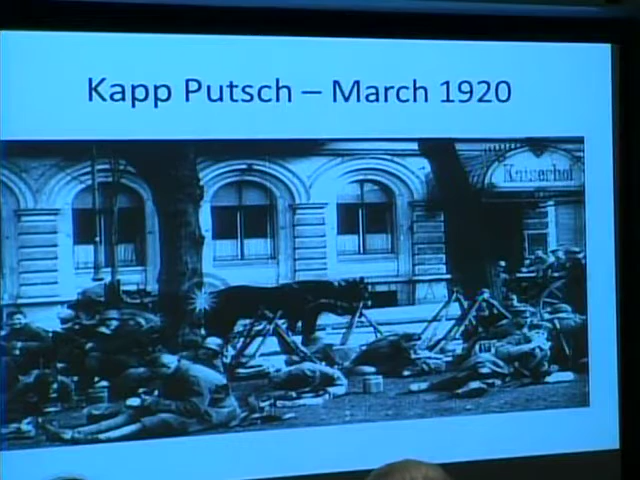 Kapp Putsch – March 1920
Kaiserhof